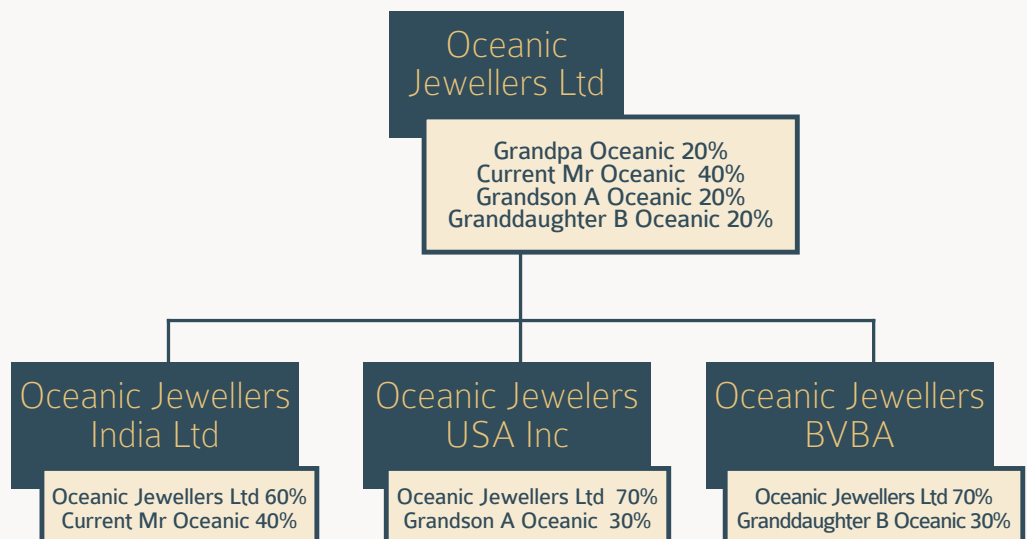 Oceanic
Jewellers Ltd
Grandpa Oceanic 20%
Current Mr Oceanic 40%
Grandson A Oceanic 20%
Granddaughter B Oceanic 20%
Oceanic Jewellers
India Ltd
Oceanic Jewellers Ltd 60%
Current Mr Oceanic 40%
Oceanic Jewelers
USA Inc
Oceanic Jewellers Ltd 70%
Grandson A Oceanic 30%
Oceanic Jewellers
BVBA
Oceanic Jewellers Ltd 70%
Granddaughter B Oceanic 30%